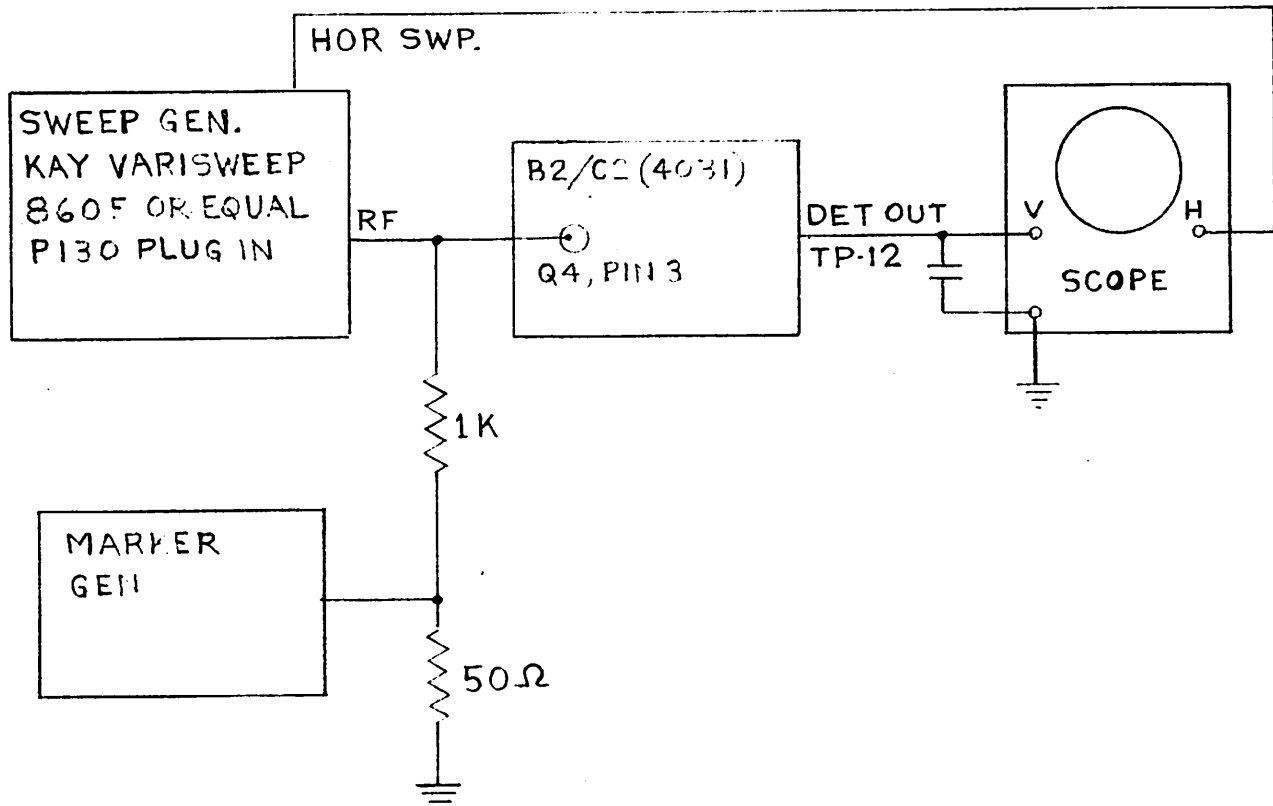 HOR SWP.
SWEEP GEN.
KAY VARISWEEP
860F OR EQUAL
P130 PLUG IN
RF
B2/C2 (4031)
Q4, PIN 3
DET OUT
TP-12
V
H
SCOPE
1K
MARKER
GEN
50Ω